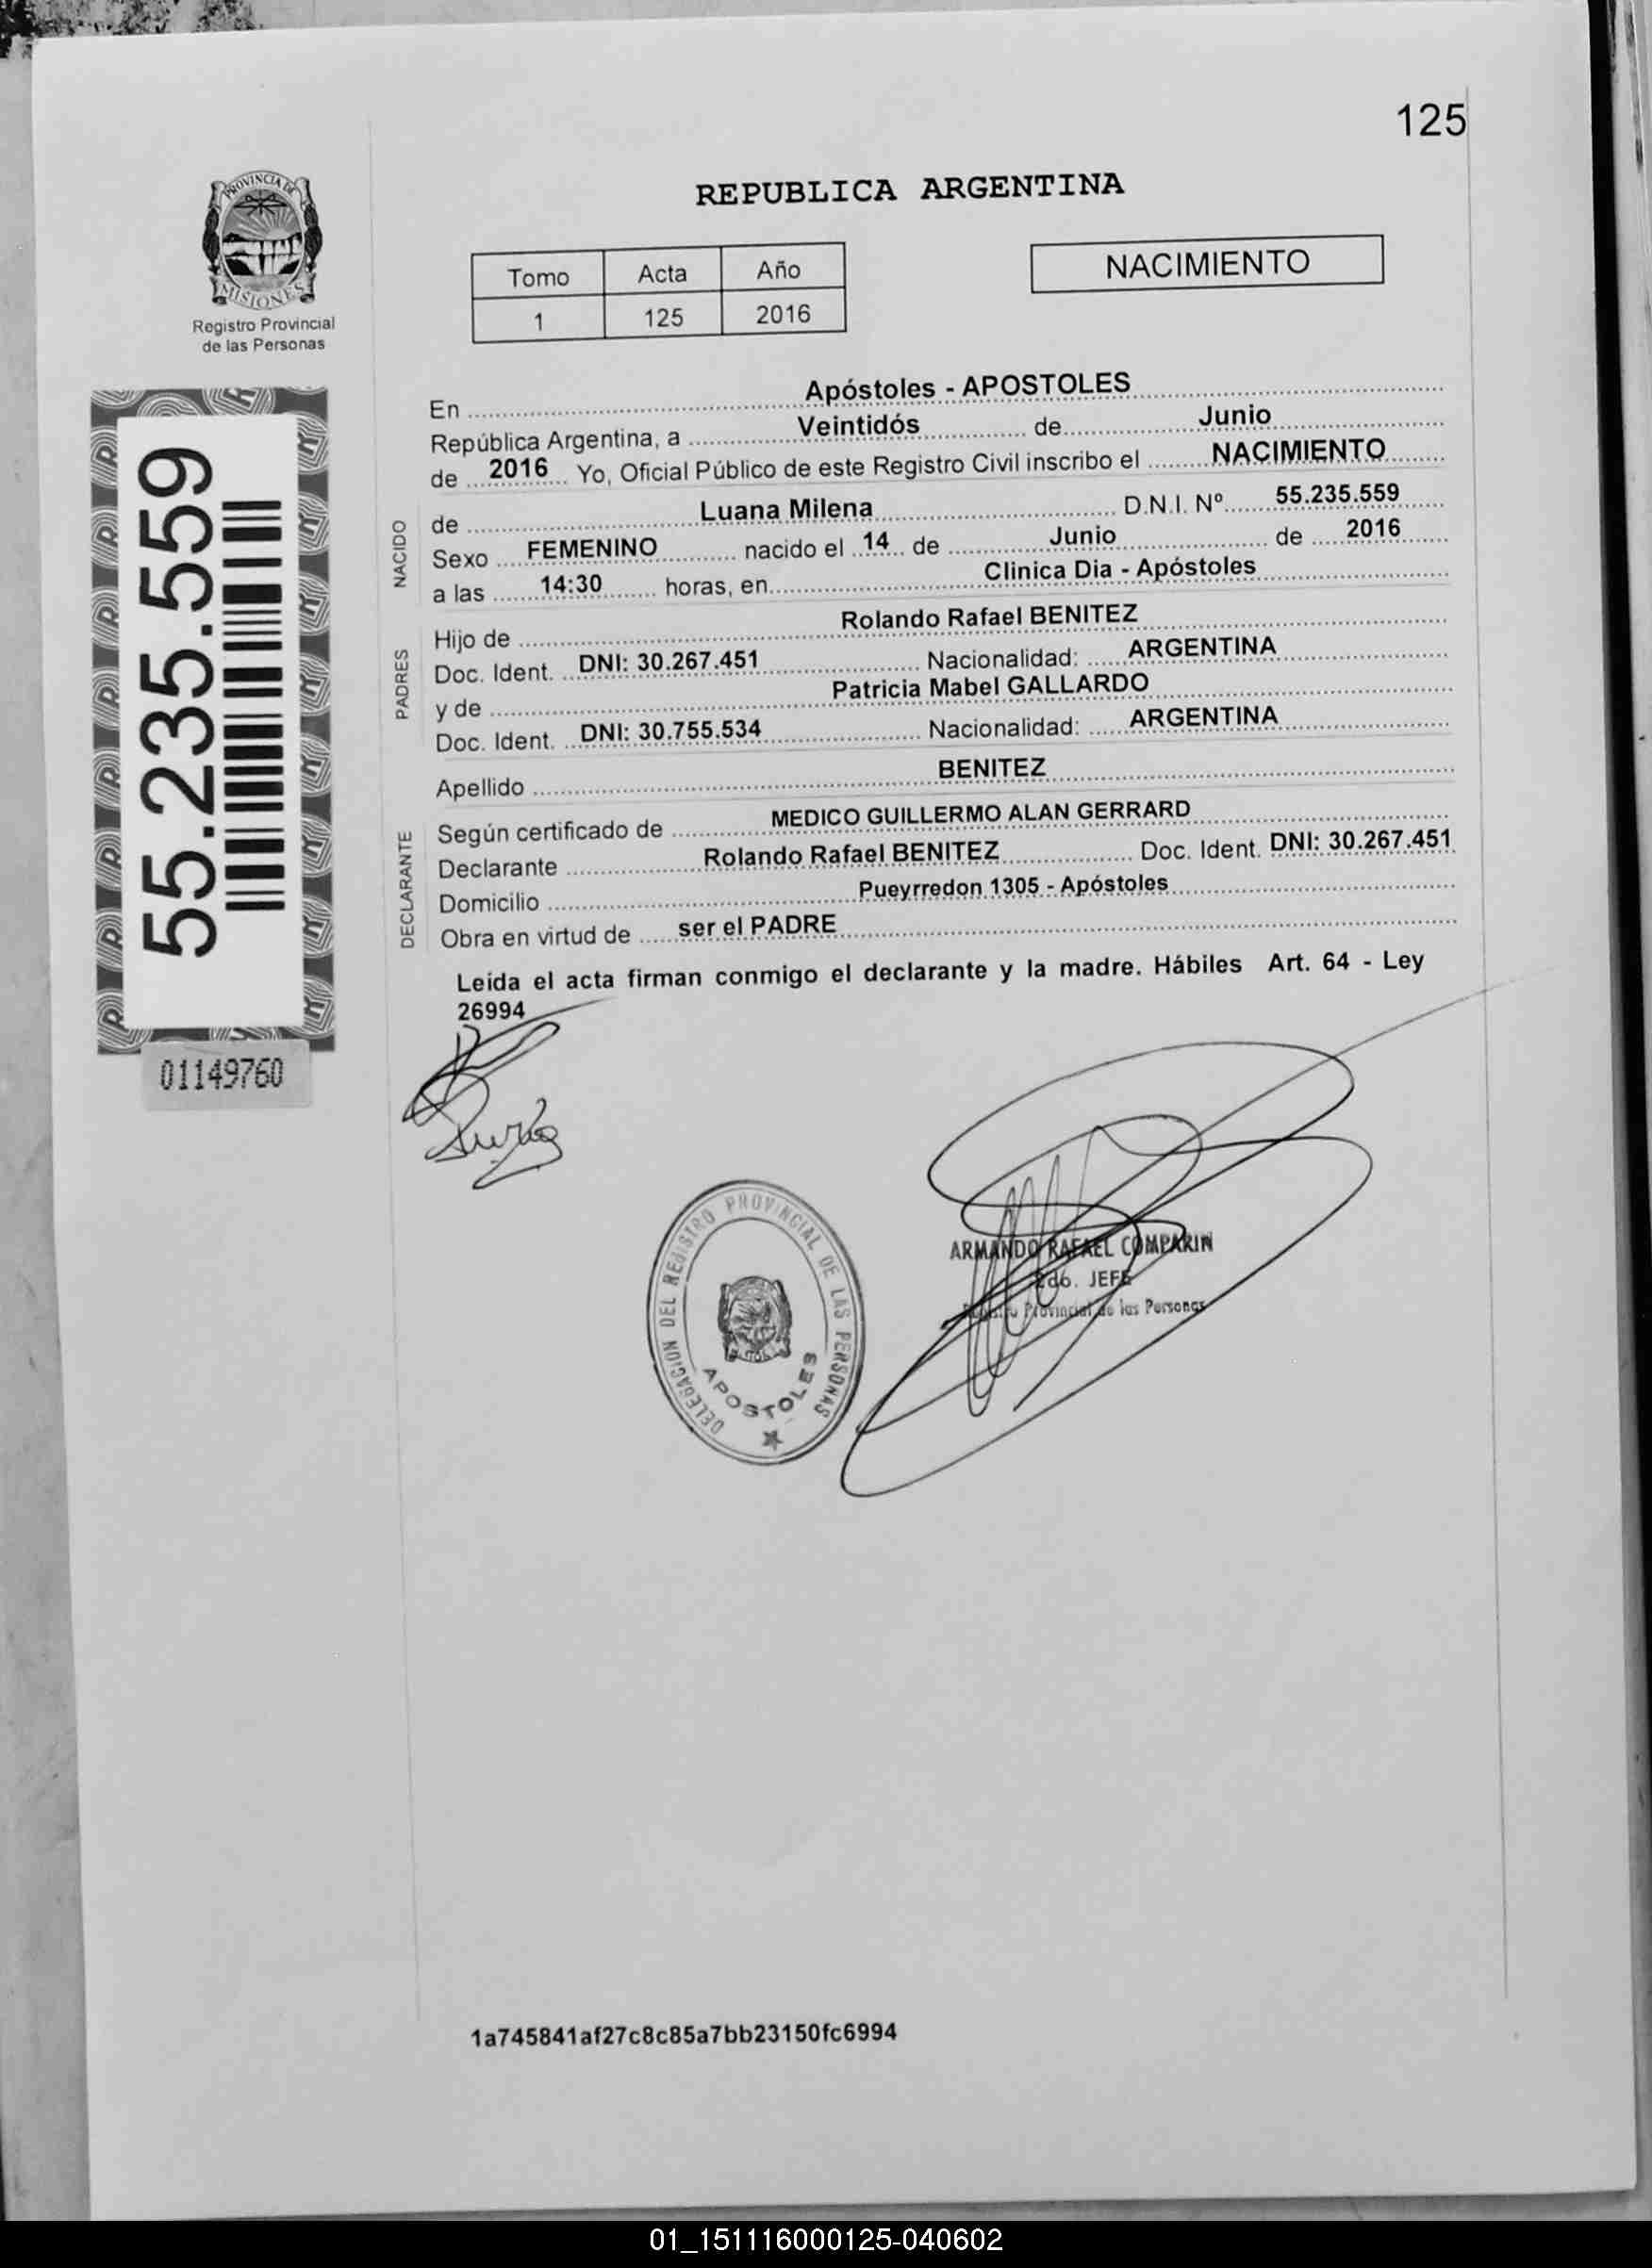 125
REPUBLICA ARGENTINA
PROVINCIA DE
MISIONES
Registro Provincial
de las Personas
Tomo Acta Año
1 125 2016
NACIMIENTO
55.235.559
01149760
En Apóstoles - APOSTOLES
República Argentina, a Veintidós de Junio
de 2016 Yo, Oficial Público de este Registro Civil inscribo el NACIMIENTO
NACIDO
de Luana Milena D.N.I. Nº 55.235.559
Sexo FEMENINO nacido el 14 de Junio de 2016
a las 14:30 horas, en Clinica Dia - Apóstoles
PADRES
Hijo de Rolando Rafael BENITEZ
Doc. Ident. DNI: 30.267.451 Nacionalidad: ARGENTINA
y de Patricia Mabel GALLARDO
Doc. Ident. DNI: 30.755.534 Nacionalidad: ARGENTINA
Apellido BENITEZ
DECLARANTE
Según certificado de MEDICO GUILLERMO ALAN GERRARD
Declarante Rolando Rafael BENITEZ Doc. Ident. DNI: 30.267.451
Domicilio Pueyrredon 1305 - Apóstoles
Obra en virtud de ser el PADRE
Leida el acta firman conmigo el declarante y la madre. Hábiles Art. 64 - Ley
26994
DELEGACION DEL REGISTRO PROVINCIAL DE LAS PERSONAS
APOSTOLES
ARMANDO RAFAEL COMPARIN
2do. JEFE
Registro Provincial de las Personas
1a745841af27c8c85a7bb23150fc6994
01_151116000125-040602